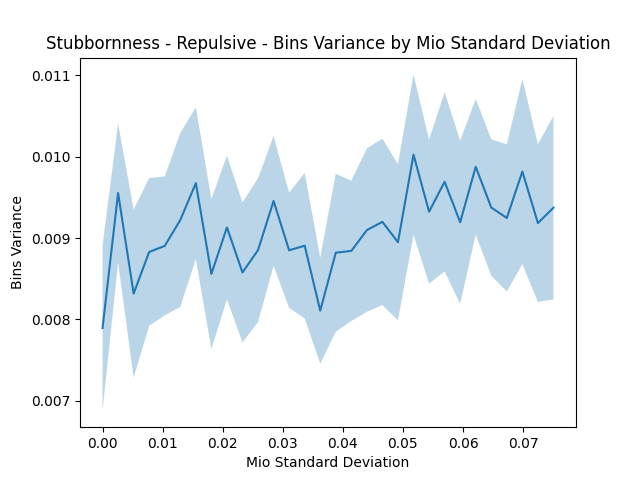 Stubbornness - Repulsive - Bins Variance by Mio Standard Deviation
0.011
0.010
0.009
0.008
0.007
Bins Variance
0.00 0.01 0.02 0.03 0.04 0.05 0.06 0.07
Mio Standard Deviation